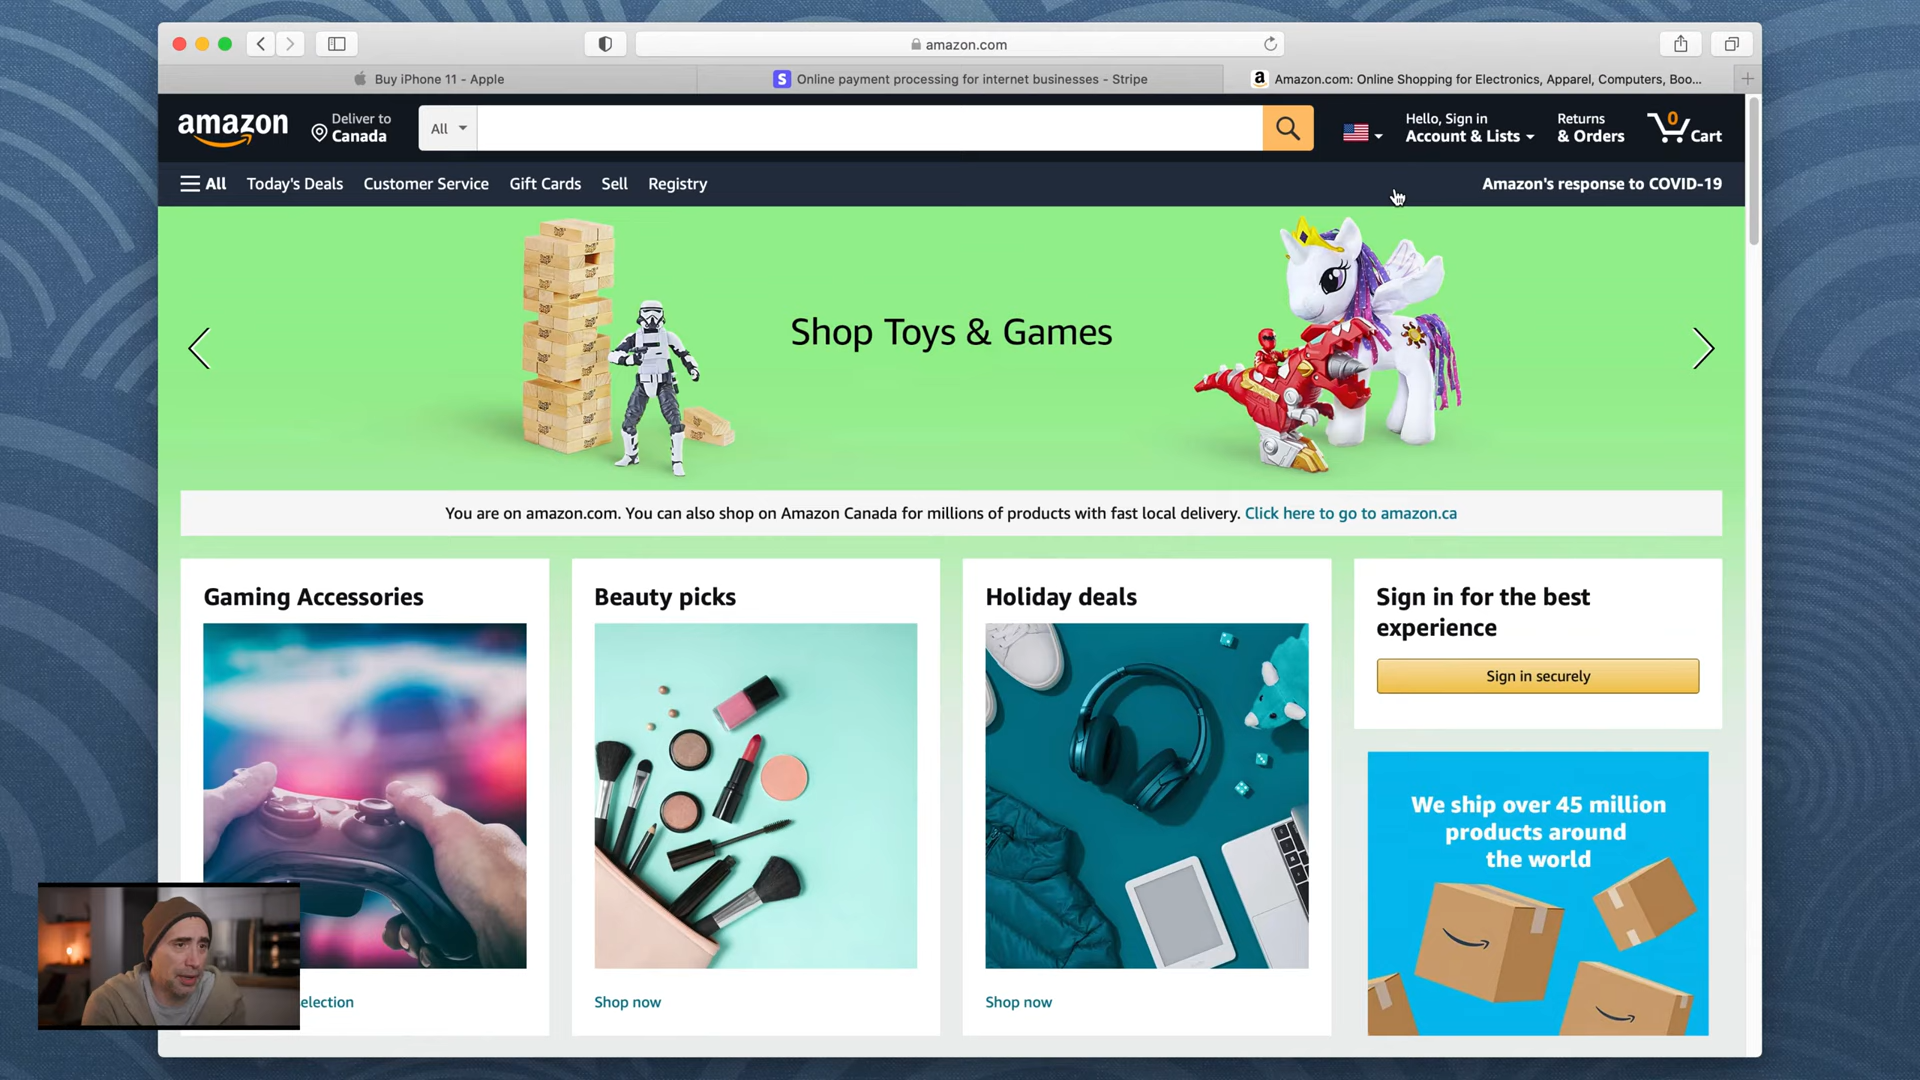 amazon.com
Buy iPhone 11 - Apple
S Online payment processing for internet businesses - Stripe
a Amazon.com: Online Shopping for Electronics, Apparel, Computers, Boo...
amazon
Deliver to
Canada
All
Hello, Sign in
Account & Lists
Returns
& Orders
0
Cart
All Today's Deals Customer Service Gift Cards Sell Registry
Amazon's response to COVID-19
Shop Toys & Games
You are on amazon.com. You can also shop on Amazon Canada for millions of products with fast local delivery. Click here to go to amazon.ca
Gaming Accessories
election
Beauty picks
Shop now
Holiday deals
Shop now
Sign in for the best
experience
Sign in securely
We ship over 45 million
products around
the world